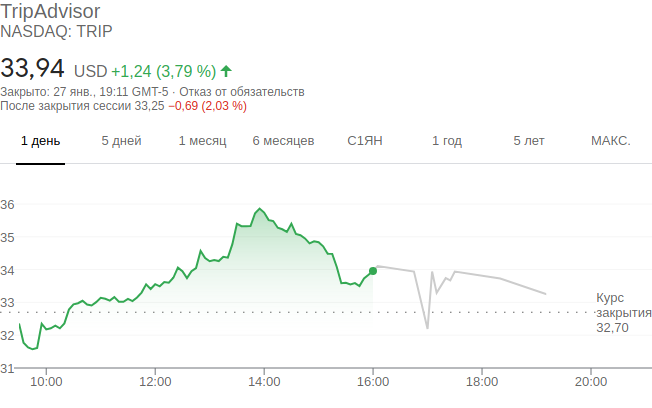 TripAdvisor
NASDAQ: TRIP
33,94 USD +1,24 (3,79 %)
Закрыто: 27 янв., 19:11 GMT-5 · Отказ от обязательств
После закрытия сессии 33,25 −0,69 (2,03 %)
1 день 5 дней 1 месяц 6 месяцев С1ЯН 1 год 5 лет МАКС.
36
35
34
33
32
31
Курс
закрытия
32,70
10:00 12:00 14:00 16:00 18:00 20:00